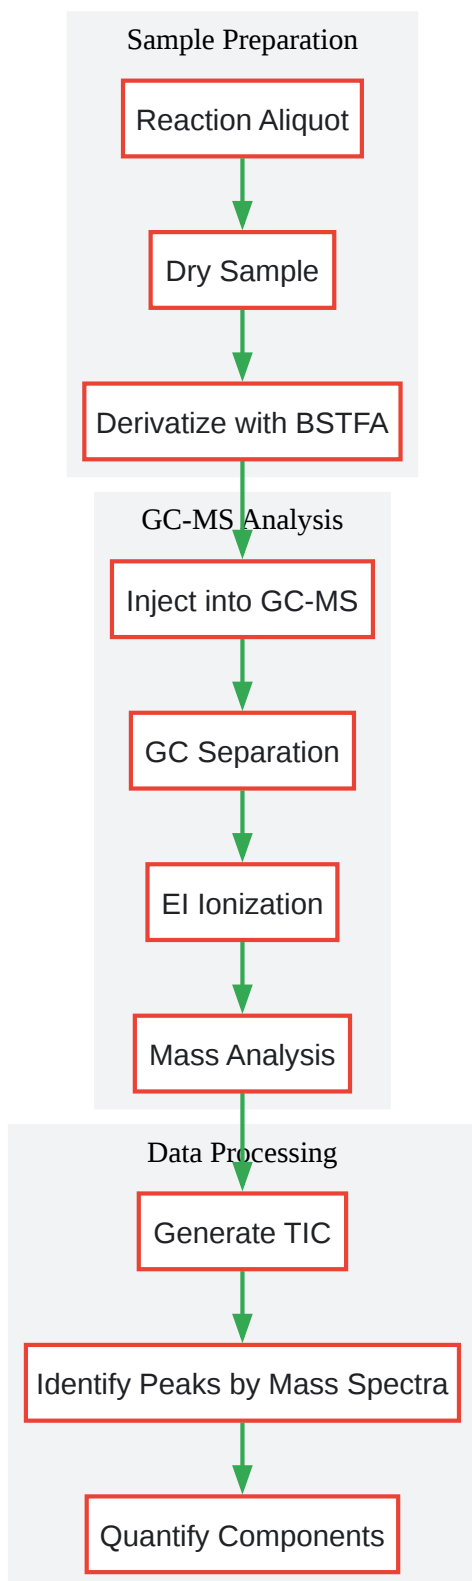 Sample Preparation
Reaction Aliquot
Dry Sample
Derivatize with BSTFA
GC-MS Analysis
Inject into GC-MS
GC Separation
EI Ionization
Mass Analysis
Data Processing
Generate TIC
Identify Peaks by Mass Spectra
Quantify Components